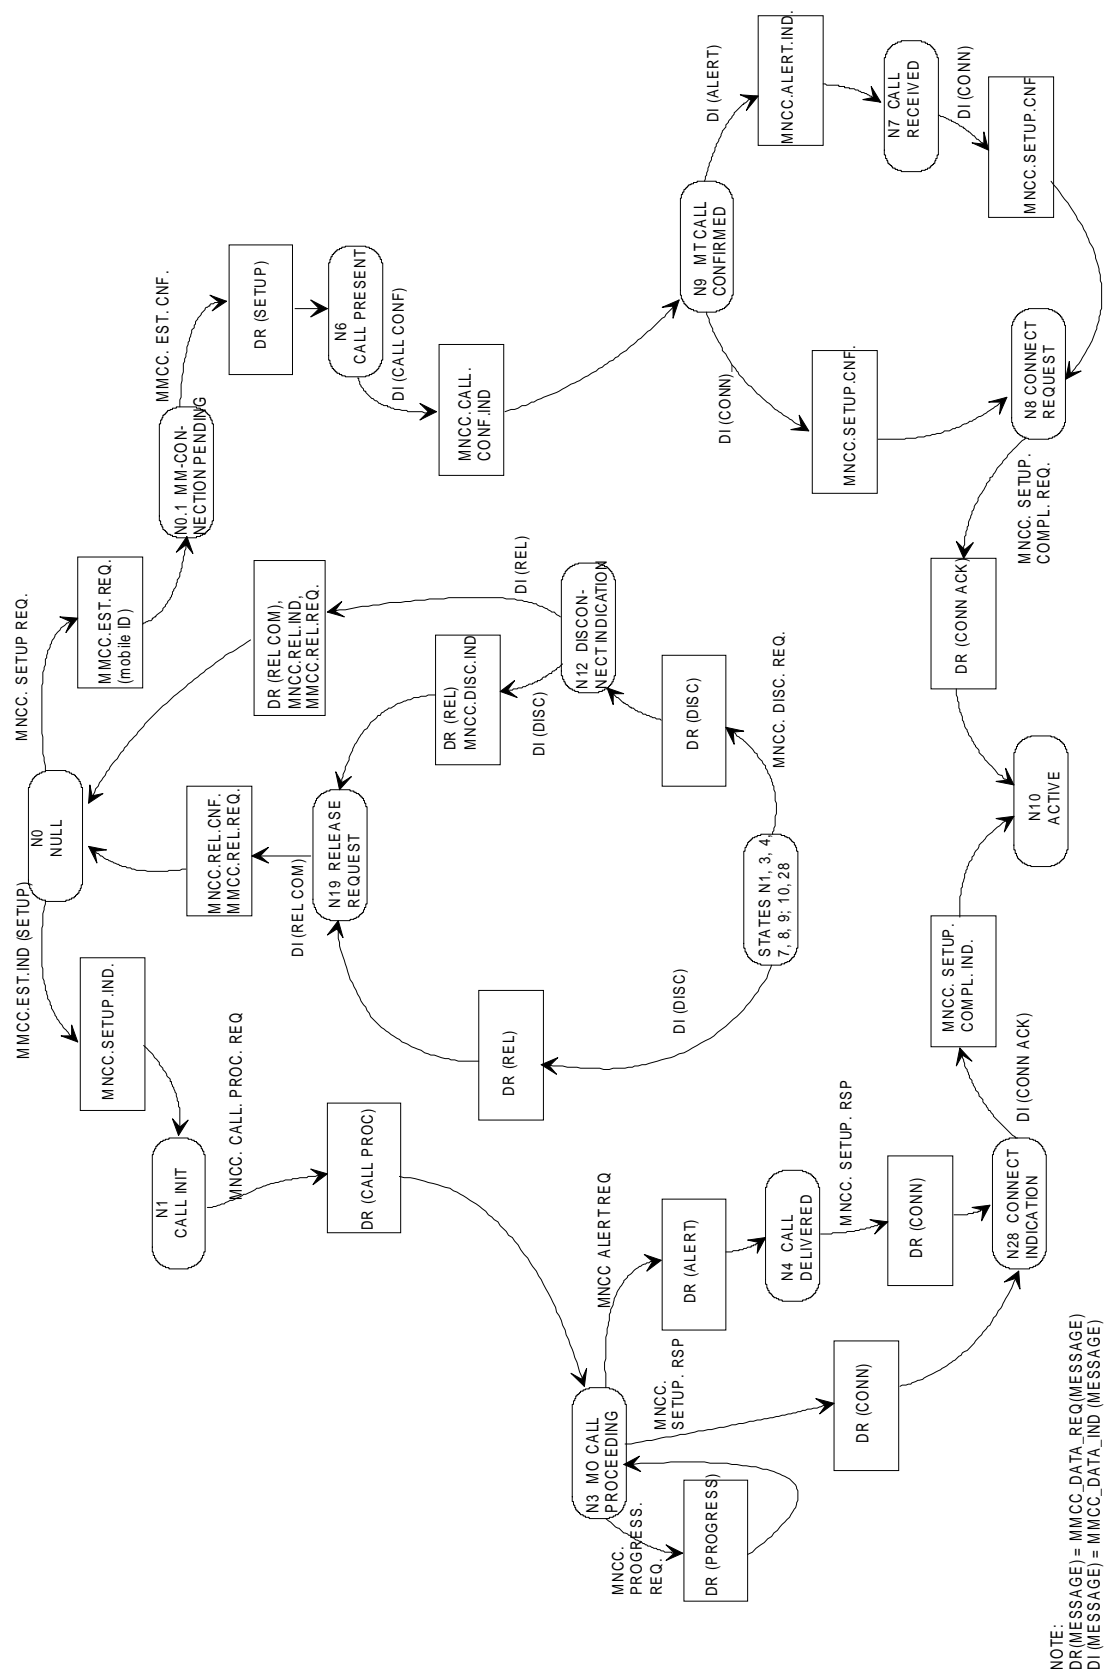 MMCC.EST.IND (SETUP)
N0
NULL
MNCC. SETUP REQ.
MNCC.SETUP.IND.
MMCC.EST.REQ.
(mobile ID)
N1
CALL INIT
N0.1 MM-CON-
NECTION PENDING
MMCC. EST. CNF.
MNCC. CALL. PROC. REQ
MNCC.REL.CNF.
MMCC.REL.REQ.
DR (REL COM),
MNCC.REL.IND,
MMCC.REL.REQ.
DR (SETUP)
DI (REL COM)
DR (CALL PROC)
N19 RELEASE
REQUEST
N6
CALL PRESENT
DI (CALL CONF)
DR (REL)
MNCC.DISC.IND
MNCC.CALL.
CONF.IND
DI (REL)
DR (REL)
DI (DISC)
N3 MO CALL
PROCEEDING
N12 DISCON-
NECT INDICATION
MNCC ALERT REQ
MNCC.
PROGRESS.
REQ.
MNCC.
SETUP. RSP
DI (DISC)
DR (DISC)
N9 MT CALL
CONFIRMED
DI (ALERT)
DR (PROGRESS)
DR (ALERT)
DI (CONN)
STATES N1, 3, 4,
7, 8, 9; 10, 28
MNCC. DISC. REQ.
MNCC.ALERT.IND.
N4 CALL
DELIVERED
MNCC. SETUP. RSP
MNCC.SETUP.CNF.
DR (CONN)
DR (CONN)
N7 CALL
RECEIVED
DI (CONN)
MNCC. SETUP.
COMPL. IND.
DR (CONN ACK)
MNCC.SETUP.CNF
N28 CONNECT
INDICATION
DI (CONN ACK)
N10
ACTIVE
MNCC. SETUP.
COMPL. REQ.
N8 CONNECT
REQUEST
NOTE:
DR(MESSAGE) = MMCC_DATA_REQ(MESSAGE)
DI (MESSAGE) = MMCC_DATA_IND (MESSAGE)